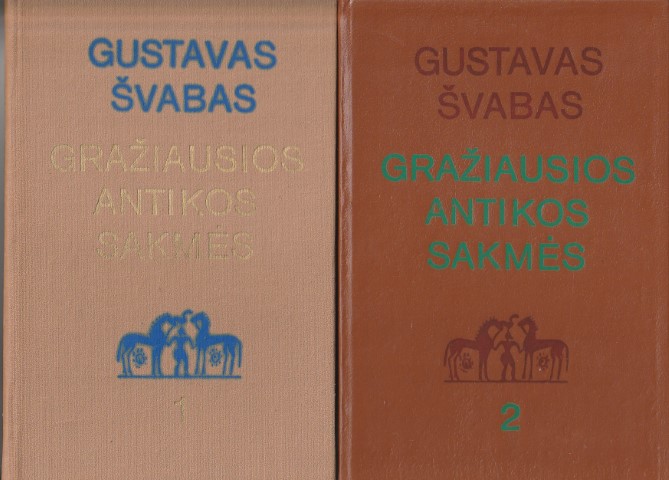 GUSTAVAS
ŠVABAS
GRAŽIAUSIOS
ANTIKOS
SAKMĖS
1
GUSTAVAS
ŠVABAS
GRAŽIAUSIOS
ANTIKOS
SAKMĖS
2